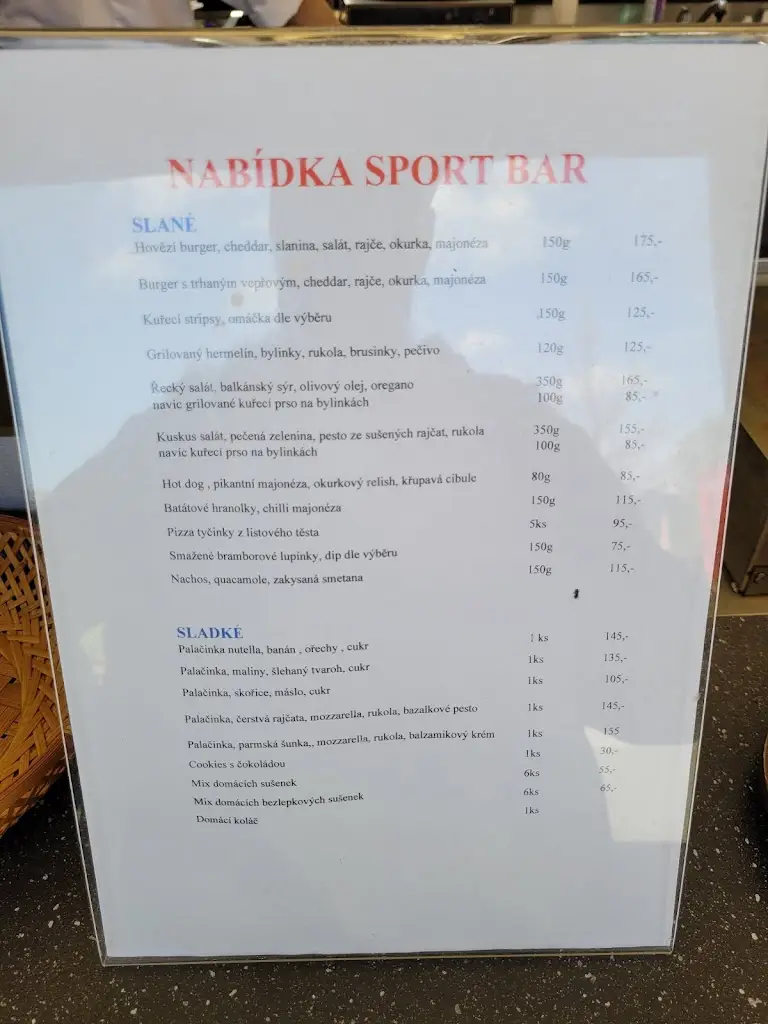 NABÍDKA SPORT BAR
SLANÉ
Hovězí burger, cheddar, slanina, salát, rajče, okurka, majonéza 150g 175,-
Burger s trhaným vepřovým, cheddar, rajče, okurka, majonéza 150g 165,-
Kuřecí stripsy, omáčka dle výběru 150g 125,-
Grilovaný hermelín, bylinky, rukola, brusinky, pečivo 120g 125,-
Řecký salát, balkánský sýr, olivový olej, oregano 350g 165,-
navíc grilované kuřecí prso na bylinkách 100g 85,-
Kuskus salát, pečená zelenina, pesto ze sušených rajčat, rukola 350g 155,-
navíc kuřecí prso na bylinkách 100g 85,-
Hot dog , pikantní majonéza, okurkový relish, křupavá cibule 80g 85,-
Batátové hranolky, chilli majonéza 150g 115,-
Pizza tyčinky z listového těsta 5ks 95,-
Smažené bramborové lupínky, dip dle výběru 150g 75,-
Nachos, quacamole, zakysaná smetana 150g 115,-
SLADKÉ
Palačinka nutella, banán , ořechy , cukr 1 ks 145,-
Palačinka, maliny, šlehaný tvaroh, cukr 1ks 135,-
Palačinka, skořice, máslo, cukr 1ks 105,-
Palačinka, čerstvá rajčata, mozzarella, rukola, bazalkové pesto 1ks 145,-
Palačinka, parmská šunka,, mozzarella, rukola, balzamikový krém 1ks 155
Cookies s čokoládou 1ks 30,-
Mix domácích sušenek 6ks 55,-
Mix domácích bezlepkových sušenek 6ks 65,-
Domácí koláč 1ks